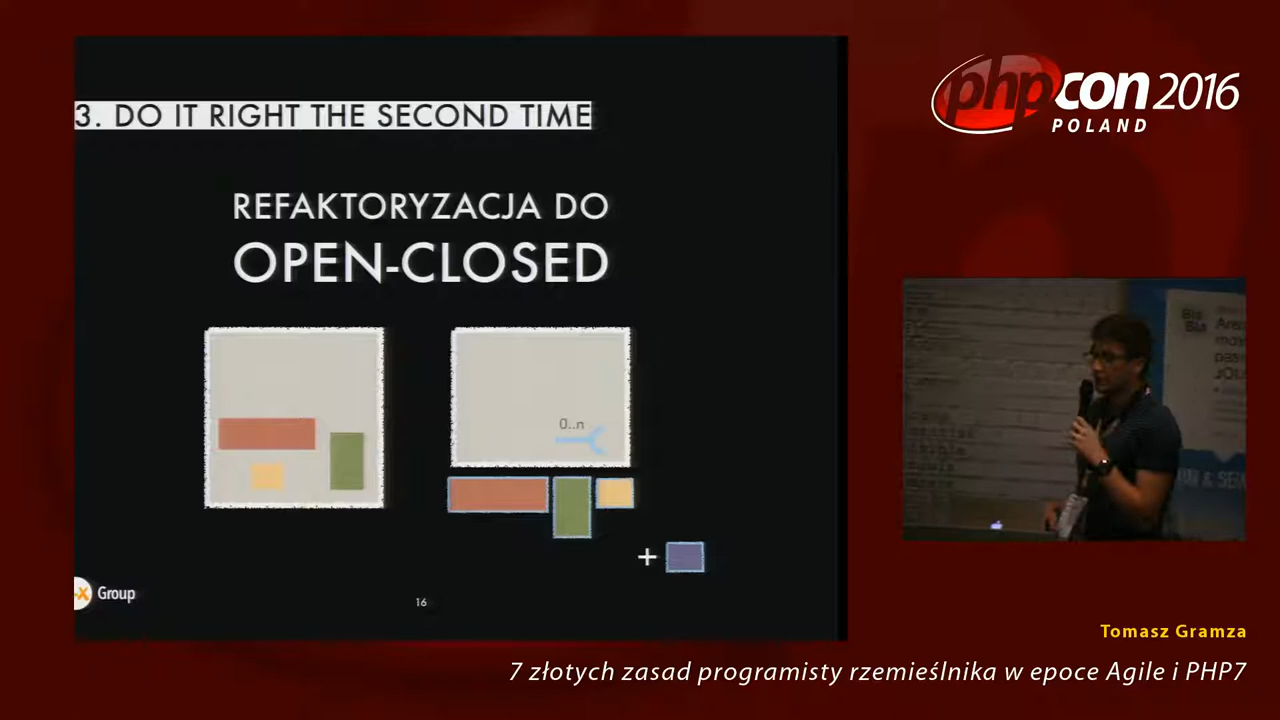 3. DO IT RIGHT THE SECOND TIME
REFAKTORYZACJA DO
OPEN-CLOSED
0..n
+
-X Group
16
phpcon 2016
POLAND
Tomasz Gramza
7 złotych zasad programisty rzemieślnika w epoce Agile i PHP7